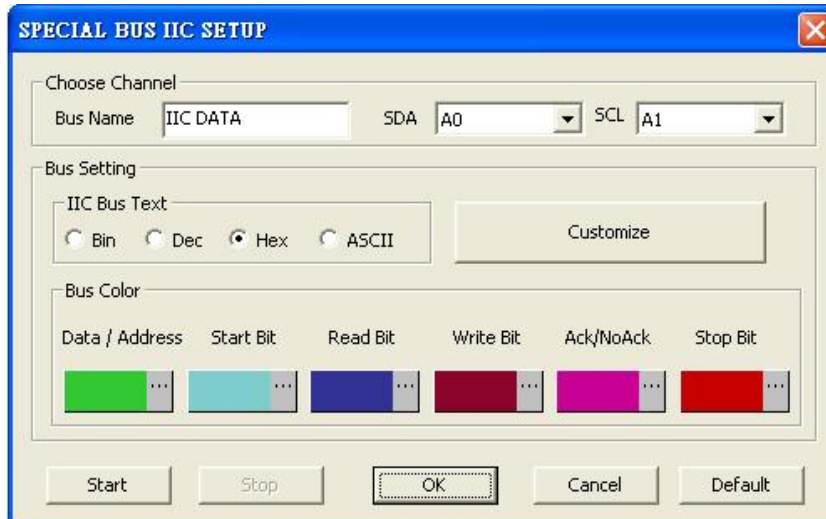 SPECIAL BUS IIC SETUP
Choose Channel
Bus Name IIC DATA SDA A0 SCL A1
Bus Setting
IIC Bus Text
Bin Dec Hex ASCII Customize
Bus Color
Data / Address Start Bit Read Bit Write Bit Ack/NoAck Stop Bit
... ... ... ... ... ...
Start Stop OK Cancel Default